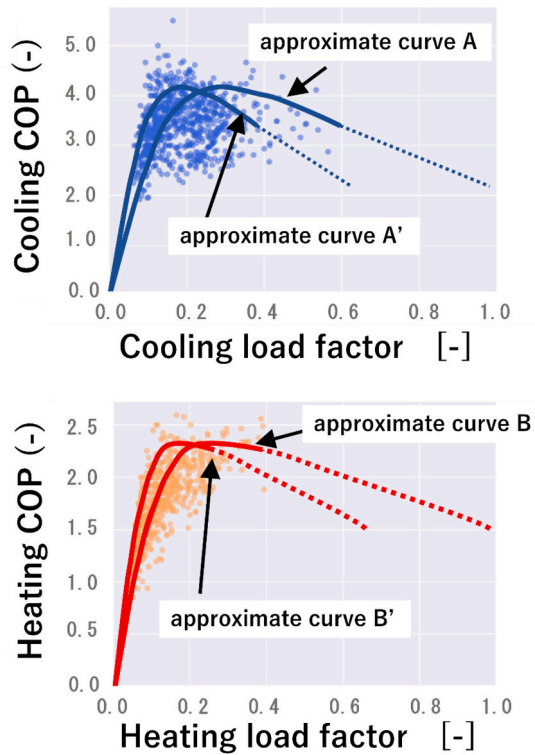 Cooling COP (-)
5.0
4.0
3.0
2.0
1.0
0.0
approximate curve A
approximate curve A’
0.0 0.2 0.4 0.6 0.8 1.0
Cooling load factor [-]
Heating COP (-)
2.5
2.0
1.5
1.0
0.5
0.0
approximate curve B
approximate curve B’
0.0 0.2 0.4 0.6 0.8 1.0
Heating load factor [-]